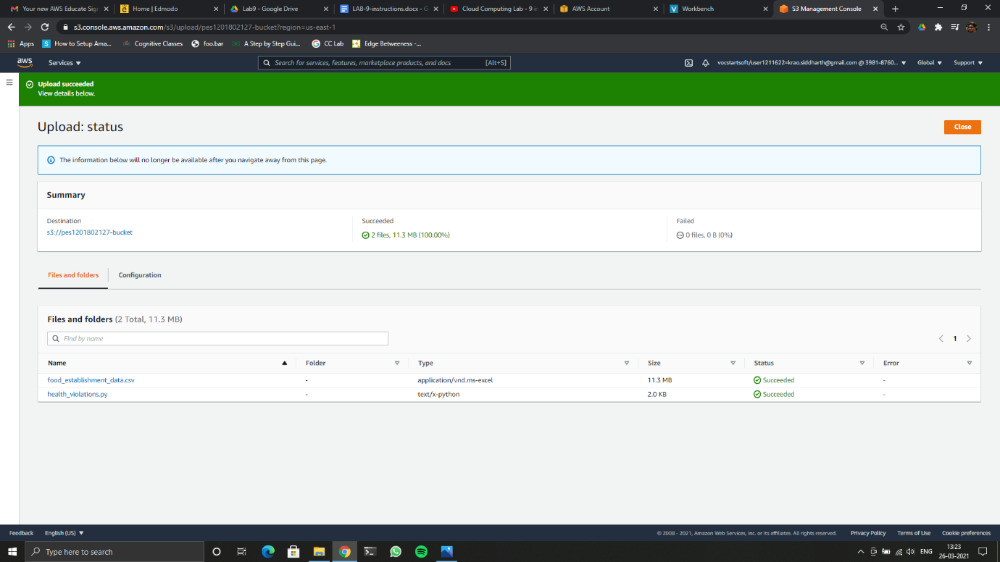 Your new AWS Educate Sig
Home | Edmodo
Lab9 - Google Drive
LAB-9-instructions.docx - G
Cloud Computing Lab - 9 in
AWS Account
Workbench
S3 Management Console
s3.console.aws.amazon.com/s3/upload/pes1201802127-bucket?region=us-east-1
Apps
How to Setup Ama...
Cognitive Classes
foo.bar
A Step by Step Gui...
CC Lab
Edge Betweeness -...
aws
Services
Search for services, features, marketplace products, and docs
[Alt+S]
vocstartsoft/user1211622=krao.siddharth@gmail.com @ 3981-8760...
Global
Support
Upload succeeded
View details below.
Upload: status
Close
The information below will no longer be available after you navigate away from this page.
Summary
Destination
s3://pes1201802127-bucket
Succeeded
2 files, 11.3 MB (100.00%)
Failed
0 files, 0 B (0%)
Files and folders
Configuration
Files and folders (2 Total, 11.3 MB)
Find by name
1
Name Folder Type Size Status Error
food_establishment_data.csv - application/vnd.ms-excel 11.3 MB Succeeded -
health_violations.py - text/x-python 2.0 KB Succeeded -
Feedback
English (US)
© 2008 - 2021, Amazon Web Services, Inc. or its affiliates. All rights reserved.
Privacy Policy
Terms of Use
Cookie preferences
Type here to search
ENG
13:23
26-03-2021